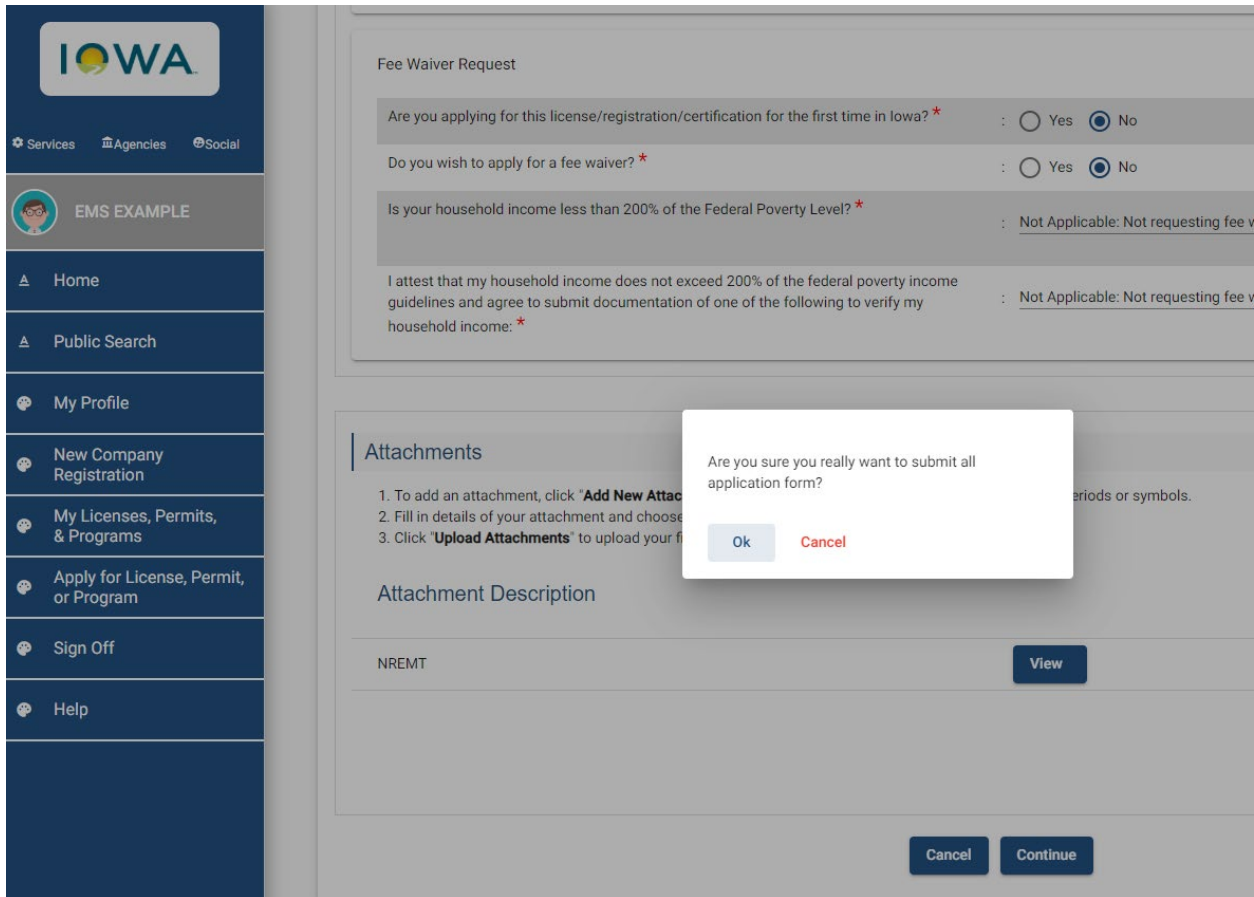 IOWA
Services Agencies Social
EMS EXAMPLE
Home
Public Search
My Profile
New Company
Registration
My Licenses, Permits,
& Programs
Apply for License, Permit,
or Program
Sign Off
Help
Fee Waiver Request
Are you applying for this license/registration/certification for the first time in Iowa? * : Yes No
Do you wish to apply for a fee waiver? * : Yes No
Is your household income less than 200% of the Federal Poverty Level? * : Not Applicable: Not requesting fee w
I attest that my household income does not exceed 200% of the federal poverty income
guidelines and agree to submit documentation of one of the following to verify my
household income: * : Not Applicable: Not requesting fee w
Attachments
1. To add an attachment, click "Add New Attac eriods or symbols.
2. Fill in details of your attachment and choose
3. Click "Upload Attachments" to upload your fi
Are you sure you really want to submit all
application form?
Ok Cancel
Attachment Description
NREMT View
Cancel Continue